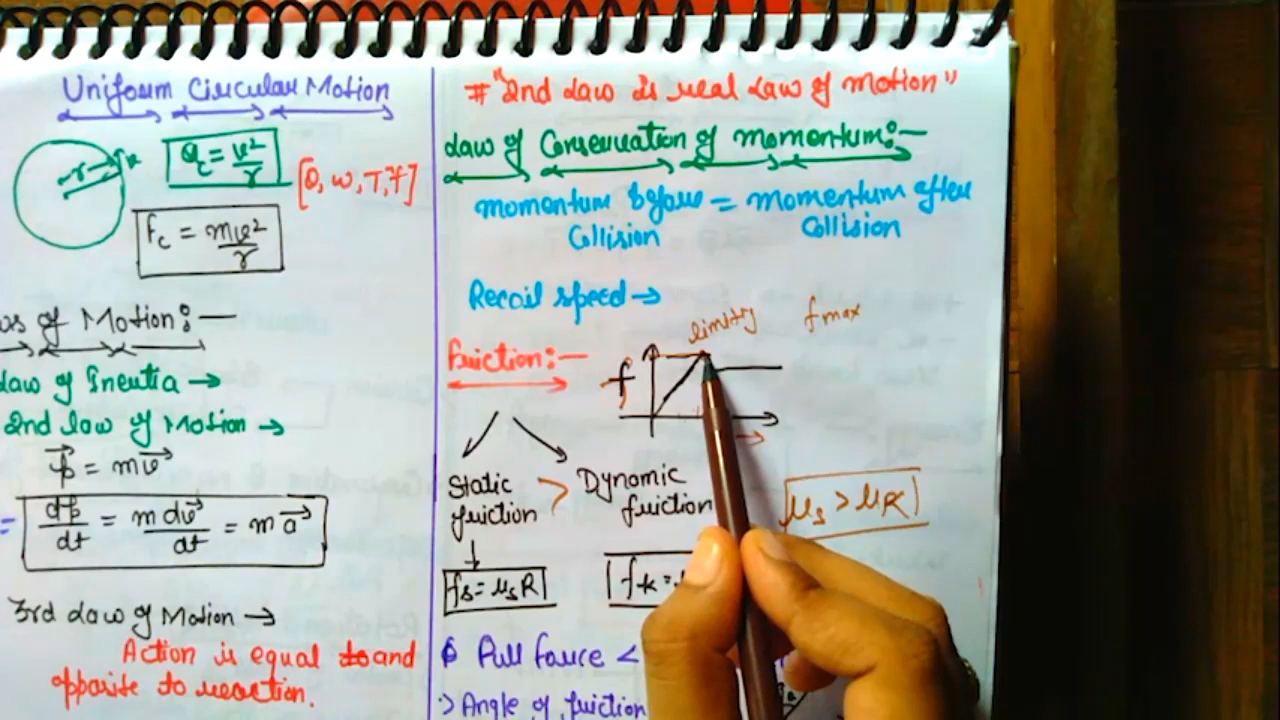 Uniform Circular Motion
r
a_c = v²/r
F_c = mv²/r
Motion:—
Law of Inertia →
2nd law of Motion →
p⃗ = mv⃗
= dp⃗/dt = m dv⃗/dt = m a⃗
3rd Law of Motion →
Action is equal and
opposite to reaction.
# "2nd Law is real Law of motion"
Law of Conservation of momentum:—
momentum before = momentum after
Collision Collision
Recoil speed →
limiting fmax
Friction:—
f
Static > Dynamic
friction friction
μs > μk
fs = μsR
fk =
Pull force <
Angle of friction